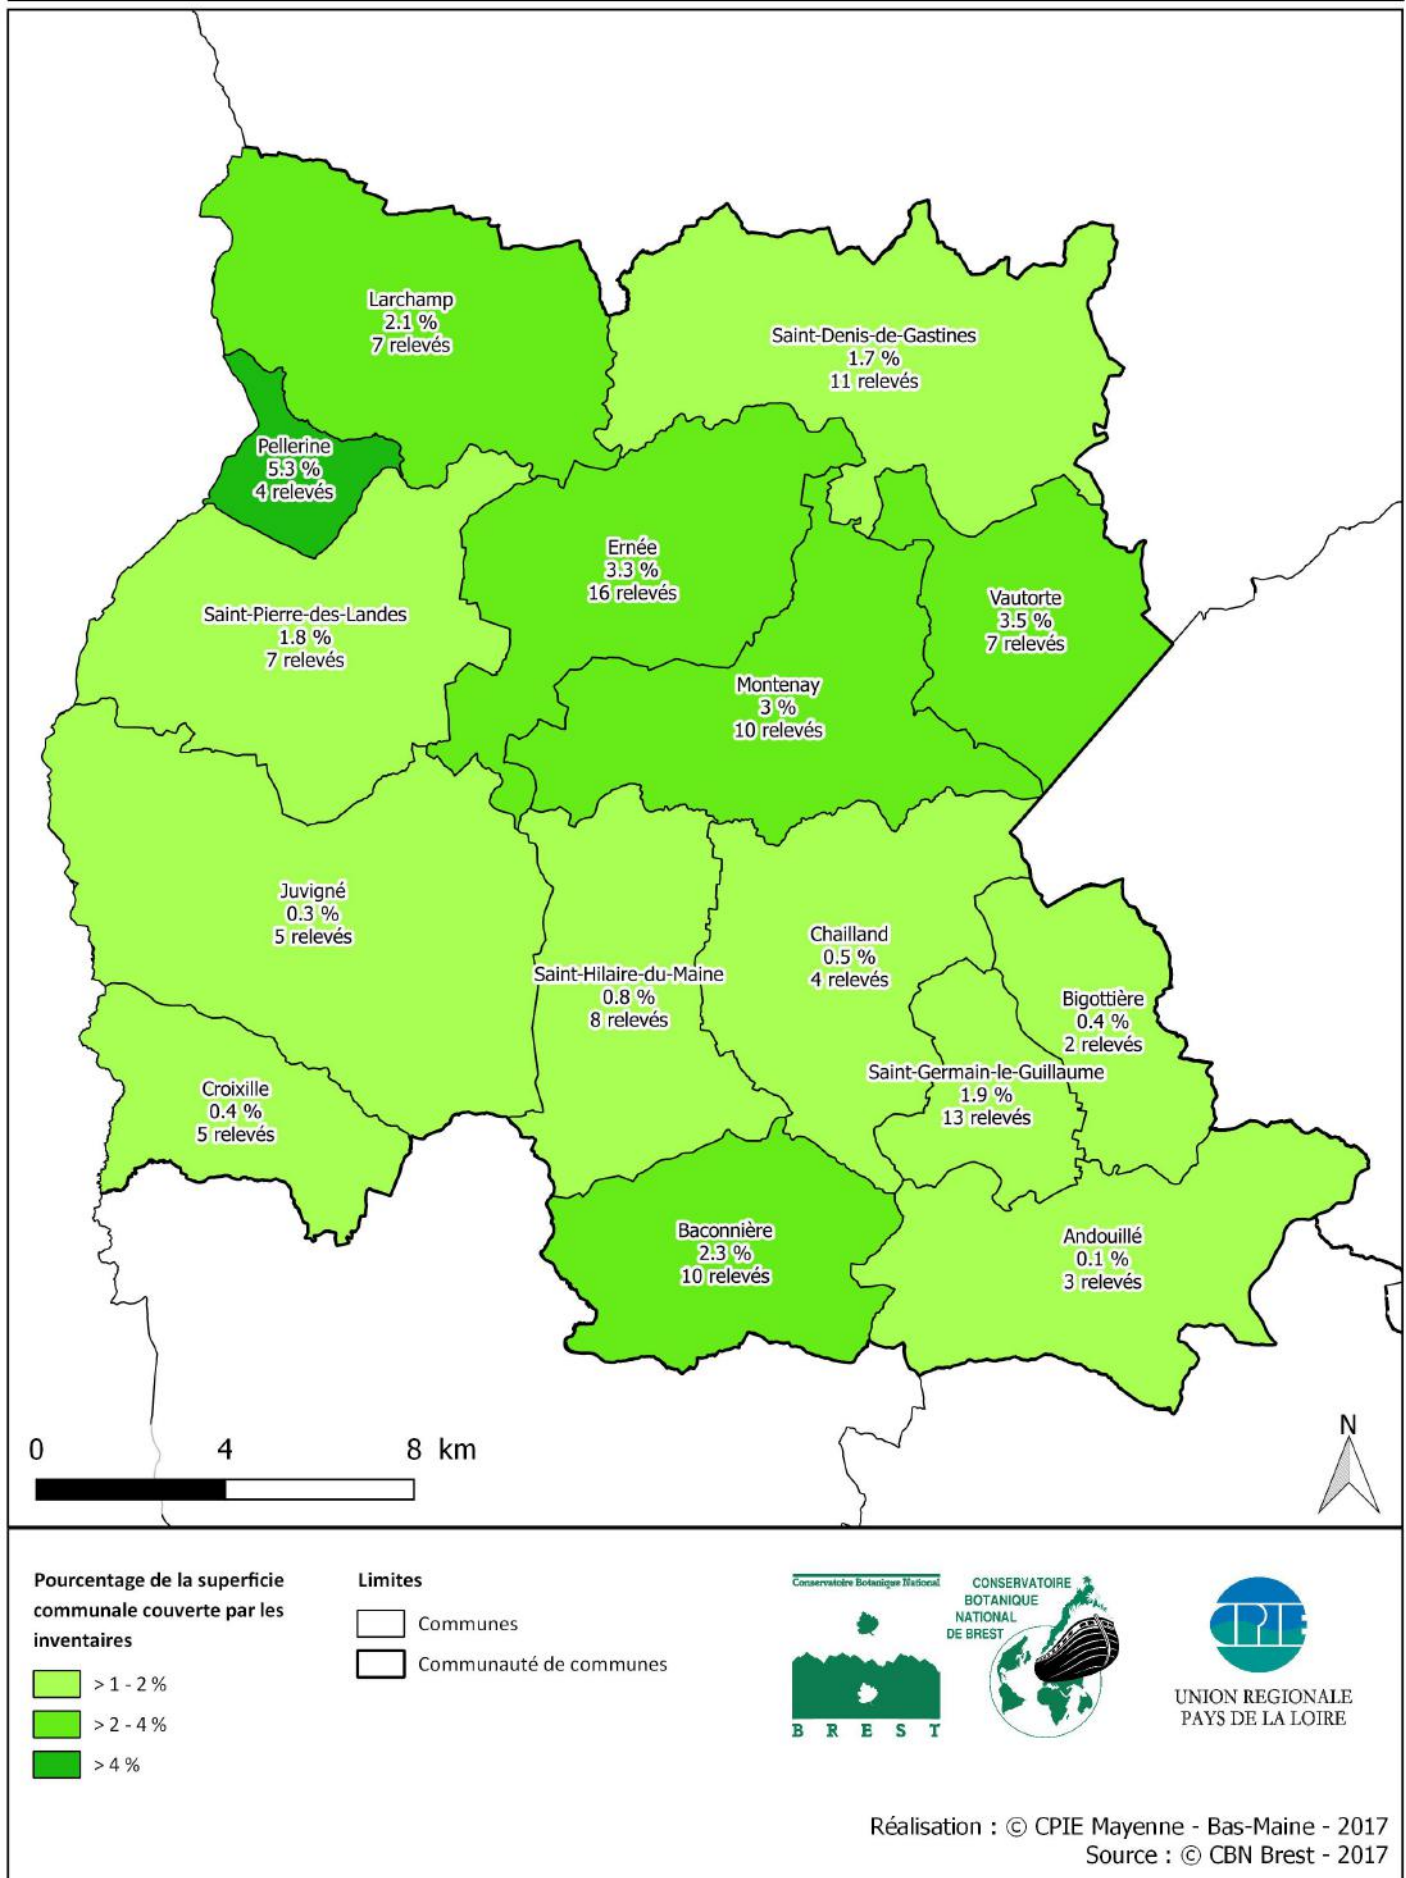 Larchamp
2.1 %
7 relevés
Saint-Denis-de-Gastines
1.7 %
11 relevés
Pellerine
5.3 %
4 relevés
Ernée
3.3 %
16 relevés
Vautorte
3.5 %
7 relevés
Saint-Pierre-des-Landes
1.8 %
7 relevés
Montenay
3 %
10 relevés
Juvigné
0.3 %
5 relevés
Chailland
0.5 %
4 relevés
Saint-Hilaire-du-Maine
0.8 %
8 relevés
Bigottière
0.4 %
2 relevés
Saint-Germain-le-Guillaume
1.9 %
13 relevés
Croixille
0.4 %
5 relevés
Baconnière
2.3 %
10 relevés
Andouillé
0.1 %
3 relevés
0 4 8 km
N
Pourcentage de la superficie
communale couverte par les
inventaires
> 1 - 2 %
> 2 - 4 %
> 4 %
Limites
Communes
Communauté de communes
Conservatoire Botanique National
B R E S T
CONSERVATOIRE
BOTANIQUE
NATIONAL
DE BREST
CPIE
UNION REGIONALE
PAYS DE LA LOIRE
Réalisation : © CPIE Mayenne - Bas-Maine - 2017
Source : © CBN Brest - 2017